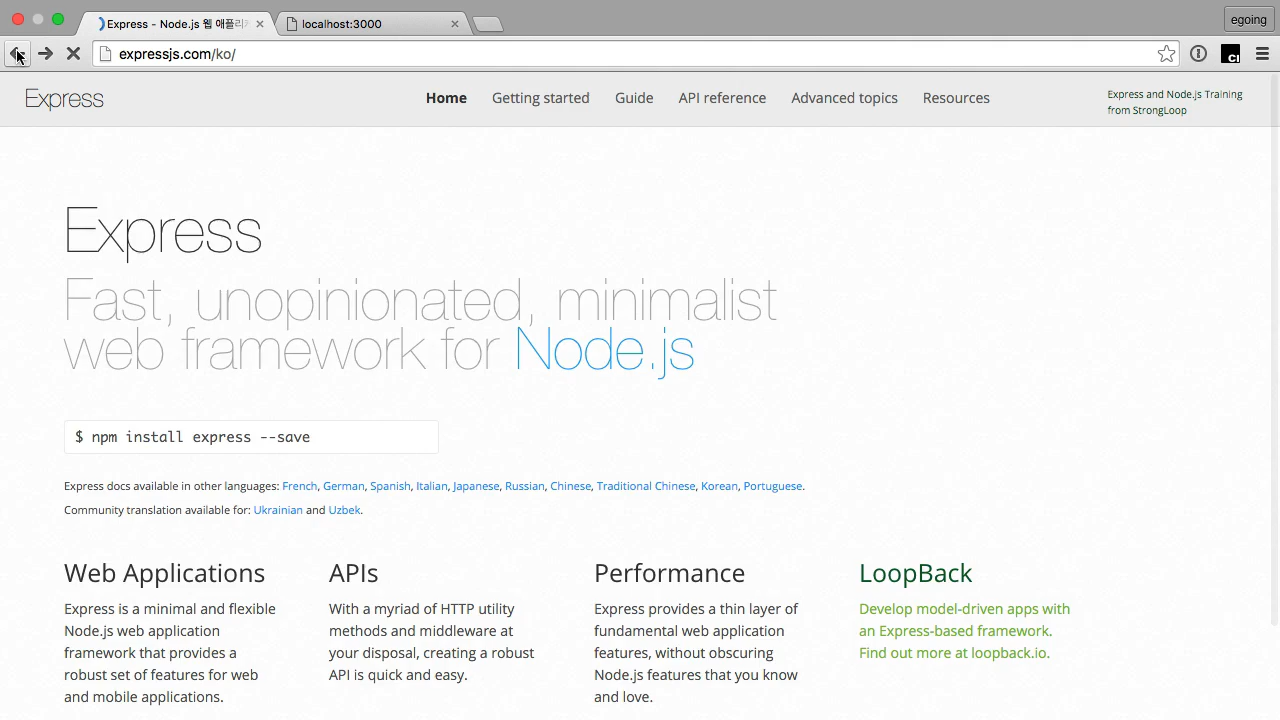 Express - Node.js 웹 애플리
localhost:3000
egoing
expressjs.com/ko/
Express
Home
Getting started
Guide
API reference
Advanced topics
Resources
Express and Node.js Training
from StrongLoop
Express
Fast, unopinionated, minimalist
web framework for Node.js
$ npm install express --save
Express docs available in other languages: French, German, Spanish, Italian, Japanese, Russian, Chinese, Traditional Chinese, Korean, Portuguese.
Community translation available for: Ukrainian and Uzbek.
Web Applications
Express is a minimal and flexible
Node.js web application
framework that provides a
robust set of features for web
and mobile applications.
APIs
With a myriad of HTTP utility
methods and middleware at
your disposal, creating a robust
API is quick and easy.
Performance
Express provides a thin layer of
fundamental web application
features, without obscuring
Node.js features that you know
and love.
LoopBack
Develop model-driven apps with
an Express-based framework.
Find out more at loopback.io.